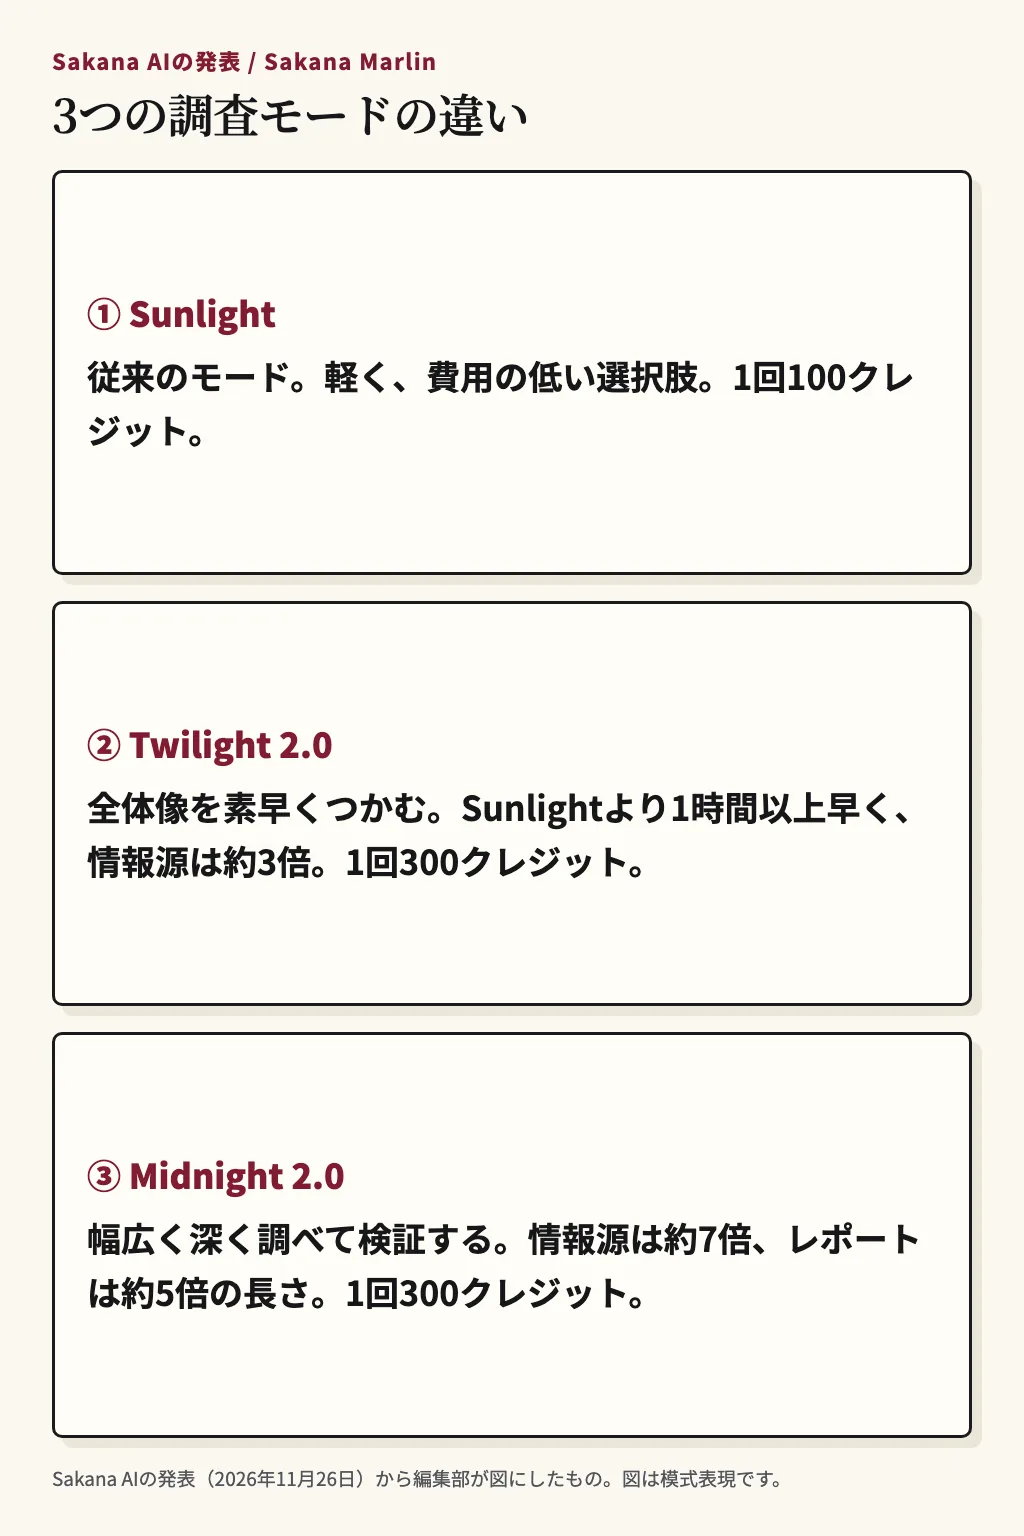 Sakana AIの発表 / Sakana Marlin
3つの調査モードの違い
① Sunlight
従来のモード。軽く、費用の低い選択肢。1回100クレ
ジット。
② Twilight 2.0
全体像を素早くつかむ。Sunlightより1時間以上早く、
情報源は約3倍。1回300クレジット。
③ Midnight 2.0
幅広く深く調べて検証する。情報源は約7倍、レポート
は約5倍の長さ。1回300クレジット。
Sakana AIの発表（2026年11月26日）から編集部が図にしたもの。図は模式表現です。